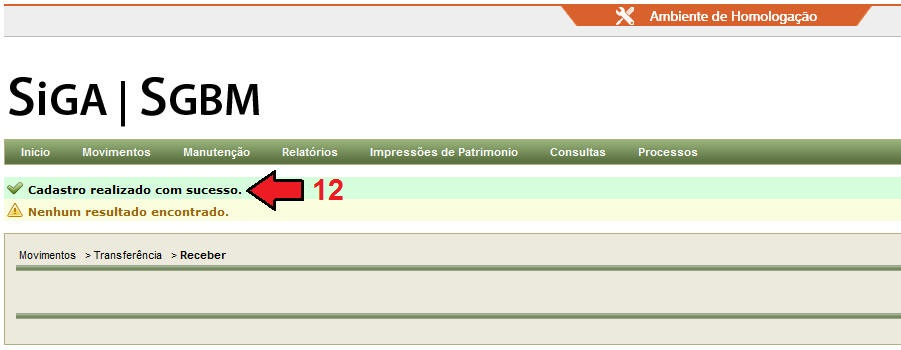 Ambiente de Homologação
SIGA | SGBM
Inicio Movimentos Manutenção Relatórios Impressões de Patrimonio Consultas Processos
Cadastro realizado com sucesso. 12
Nenhum resultado encontrado.
Movimentos > Transferência > Receber